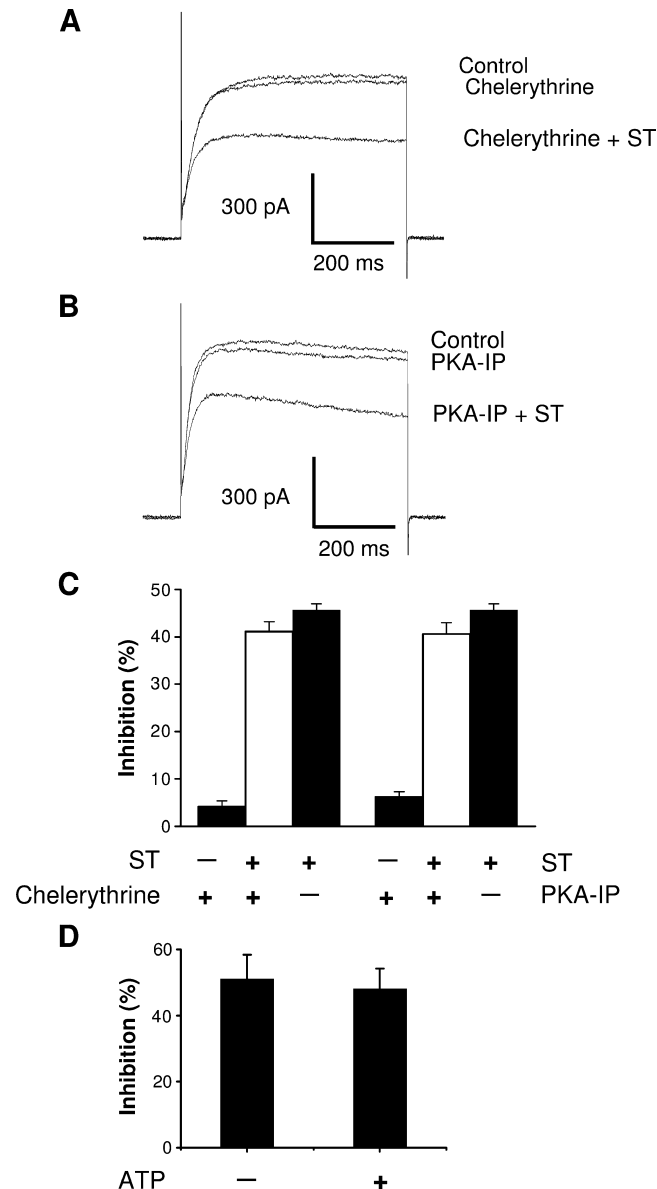 A
Control
Chelerythrine
Chelerythrine + ST
300 pA
200 ms
B
Control
PKA-IP
PKA-IP + ST
300 pA
200 ms
C
Inhibition (%)
50
40
30
20
10
0
ST — + + — + + ST
Chelerythrine + + — + + — PKA-IP
D
Inhibition (%)
60
40
20
0
ATP — +